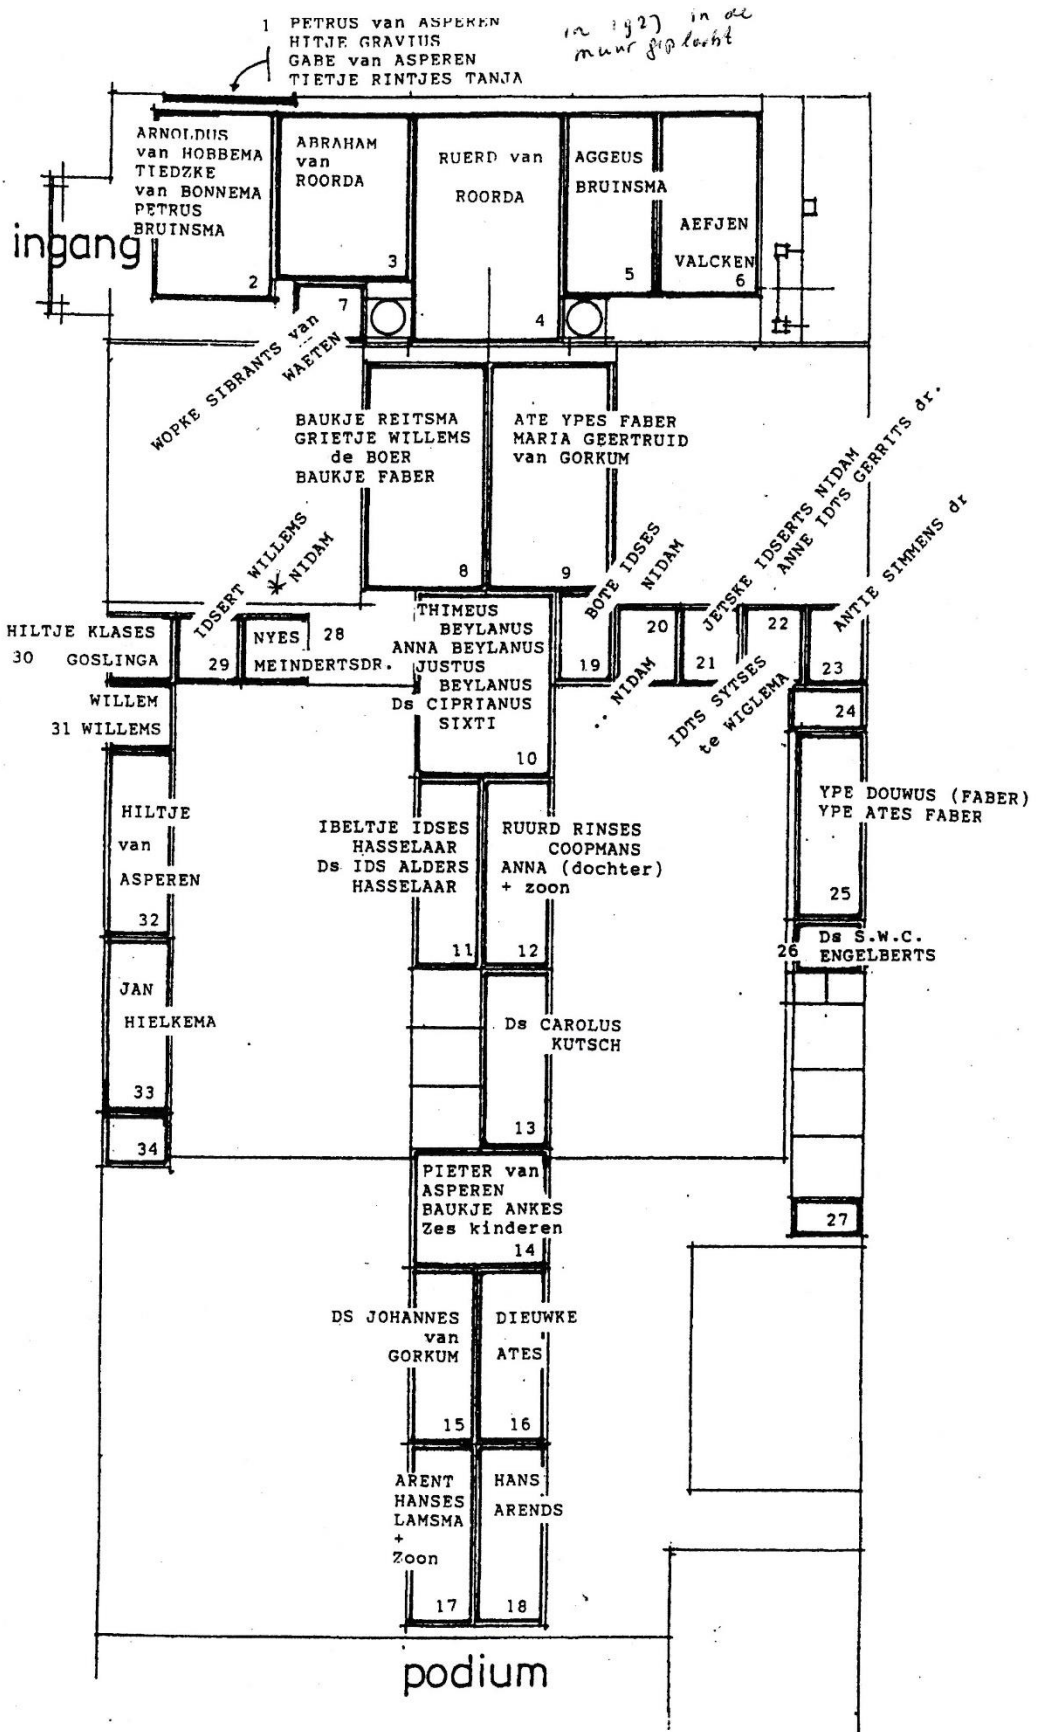 1 PETRUS van ASPEREN
HITJE GRAVIUS
GABE van ASPEREN
TIETJE RINTJES TANJA
in 1927 in de
muur geplaatst
ARNOLDUS
van HOBBEMA
TIEDZKE
van BONNEMA
PETRUS
BRUINSMA
2
ABRAHAM
van
ROORDA
3
RUERD van
ROORDA
4
AGGEUS
BRUINSMA
5
AEFJEN
VALCKEN
6
ingang
7
WOPKE SIBRANTS van
WAETEN
BAUKJE REITSMA
GRIETJE WILLEMS
de BOER
BAUKJE FABER
8
ATE YPES FABER
MARIA GEERTRUID
van GORKUM
9
HILTJE KLASES
30 GOSLINGA
IDSERT WILLEMS
* NIDAM
29
NYES 28
MEINDERTSDR.
THIMEUS
BEYLANUS
ANNA BEYLANUS
JUSTUS
BEYLANUS
Ds CIPRIANUS
SIXTI
10
BOTE IDSES
NIDAM
19
20
.. NIDAM
JETSKE IDSERTS NIDAM
ANNE IDTS GERRITS dr.
21
22
IDTS SYTSES
te WIGLEMA
ANTIE SIMMENS dr
23
24
WILLEM
31 WILLEMS
HILTJE
van
ASPEREN
32
JAN
HIELKEMA
33
34
IBELTJE IDSES
HASSELAAR
Ds IDS ALDERS
HASSELAAR
11
RUURD RINSES
COOPMANS
ANNA (dochter)
+ zoon
12
YPE DOUWUS (FABER)
YPE ATES FABER
25
26 Ds S.W.C.
ENGELBERTS
Ds CAROLUS
KUTSCH
13
27
PIETER van
ASPEREN
BAUKJE ANKES
Zes kinderen
14
DS JOHANNES
van
GORKUM
15
DIEUWKE
ATES
16
ARENT
HANSES
LAMSMA
+
Zoon
17
HANS
ARENDS
18
podium